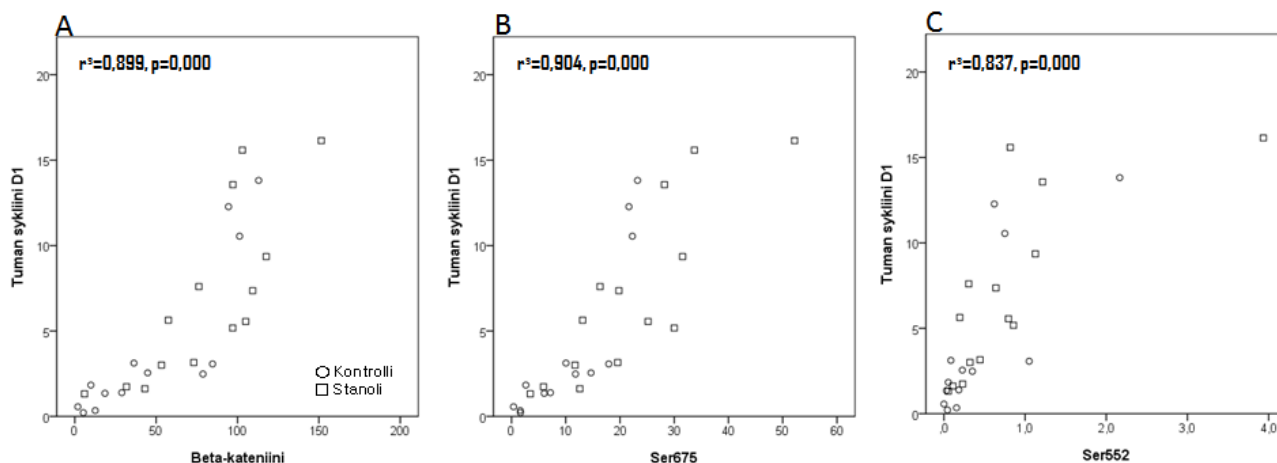 A
r^s=0,899, p=0,000
Tuman sykliini D1
20
15
10
5
0
0 50 100 150 200
Beta-kateniini
Kontrolli
Stanoli
B
r^s=0,904, p=0,000
Tuman sykliini D1
20
15
10
5
0
0 10 20 30 40 50 60
Ser675
C
r^s=0,837, p=0,000
Tuman sykliini D1
20
15
10
5
0
,0 1,0 2,0 3,0 4,0
Ser552